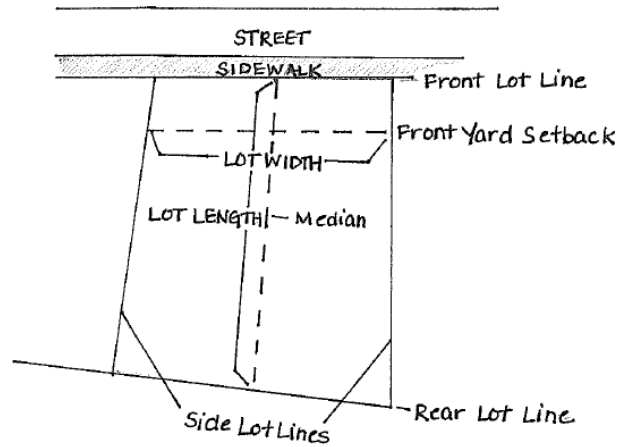 STREET
SIDEWALK
Front Lot Line
Front Yard Setback
LOT WIDTH
LOT LENGTH
Median
Rear Lot Line
Side Lot Lines